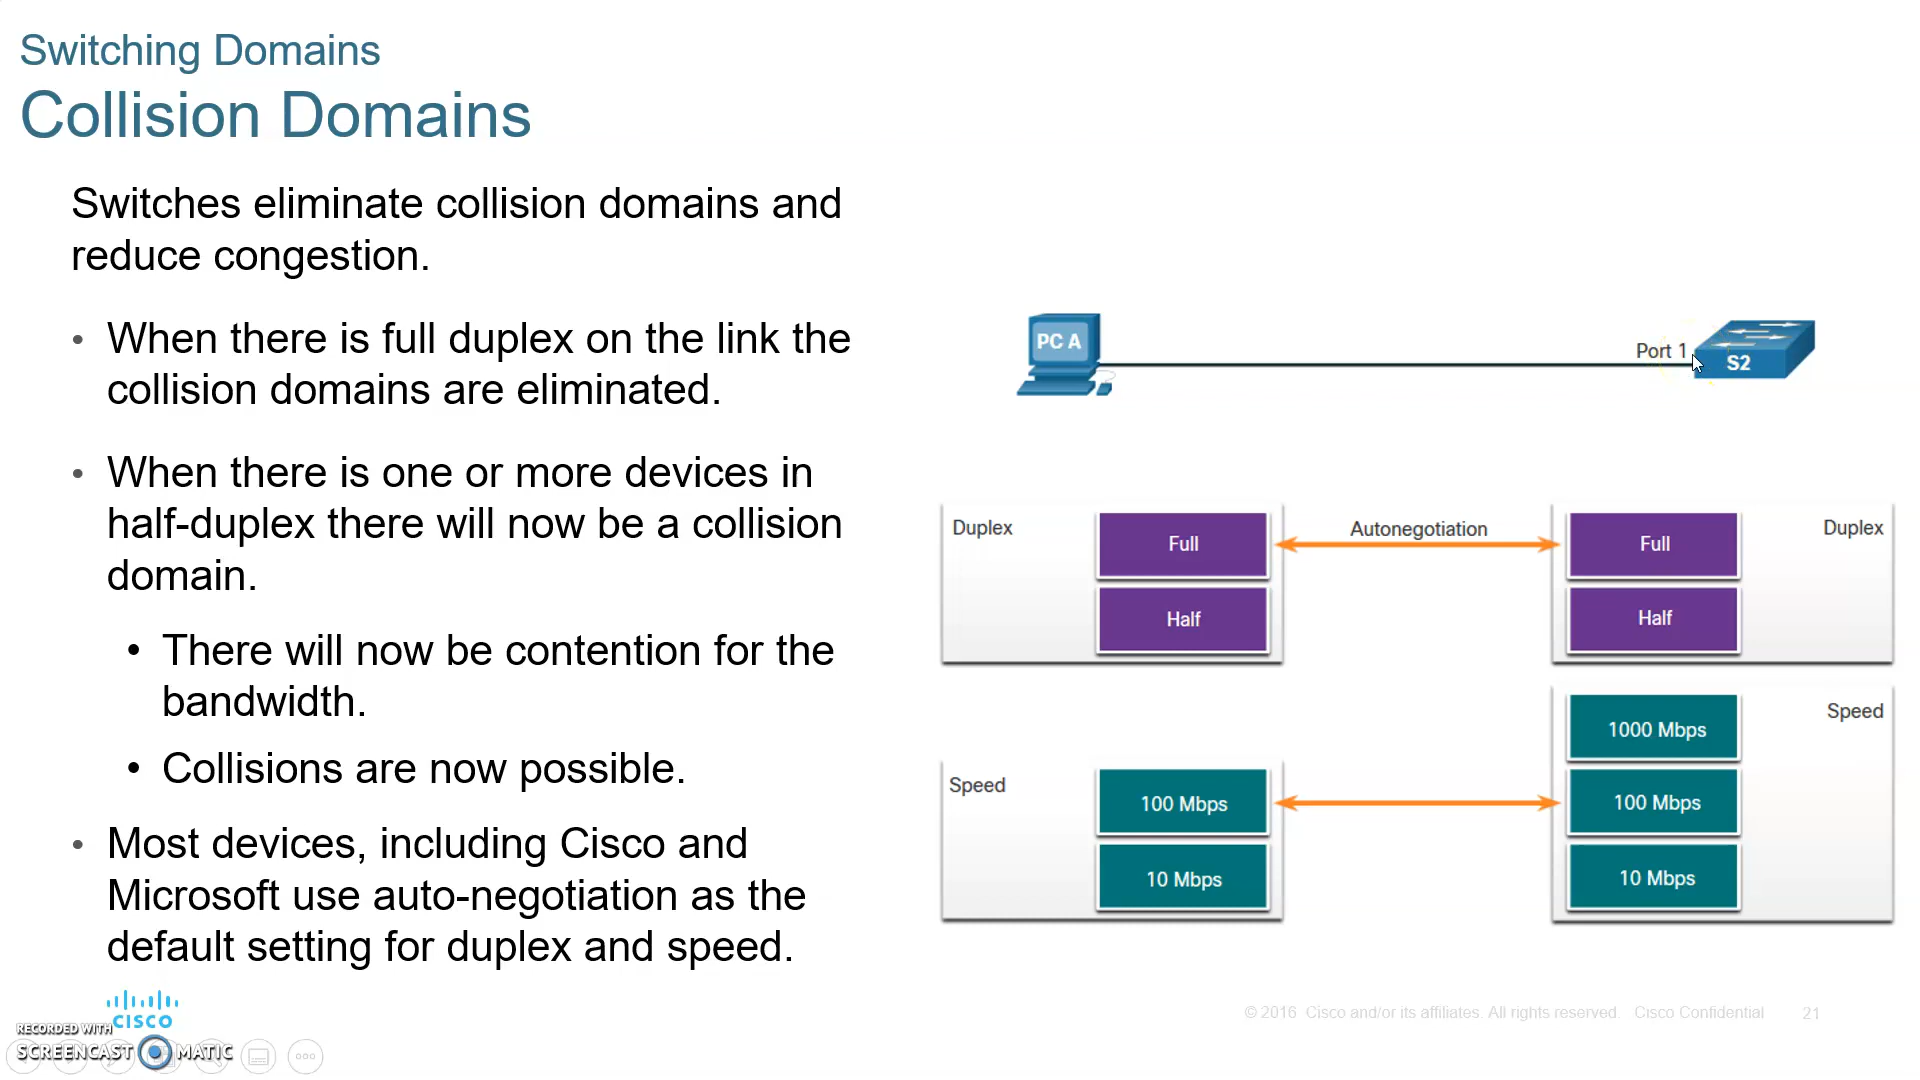 Switching Domains
Collision Domains
Switches eliminate collision domains and
reduce congestion.
• When there is full duplex on the link the
collision domains are eliminated.
• When there is one or more devices in
half-duplex there will now be a collision
domain.
• There will now be contention for the
bandwidth.
• Collisions are now possible.
• Most devices, including Cisco and
Microsoft use auto-negotiation as the
default setting for duplex and speed.
PC A
Port 1
S2
Duplex
Full
Half
Autonegotiation
Full
Half
Duplex
Speed
100 Mbps
10 Mbps
1000 Mbps
100 Mbps
10 Mbps
Speed
CISCO
RECORDED WITH
SCREENCAST MATIC
© 2016 Cisco and/or its affiliates. All rights reserved. Cisco Confidential 21